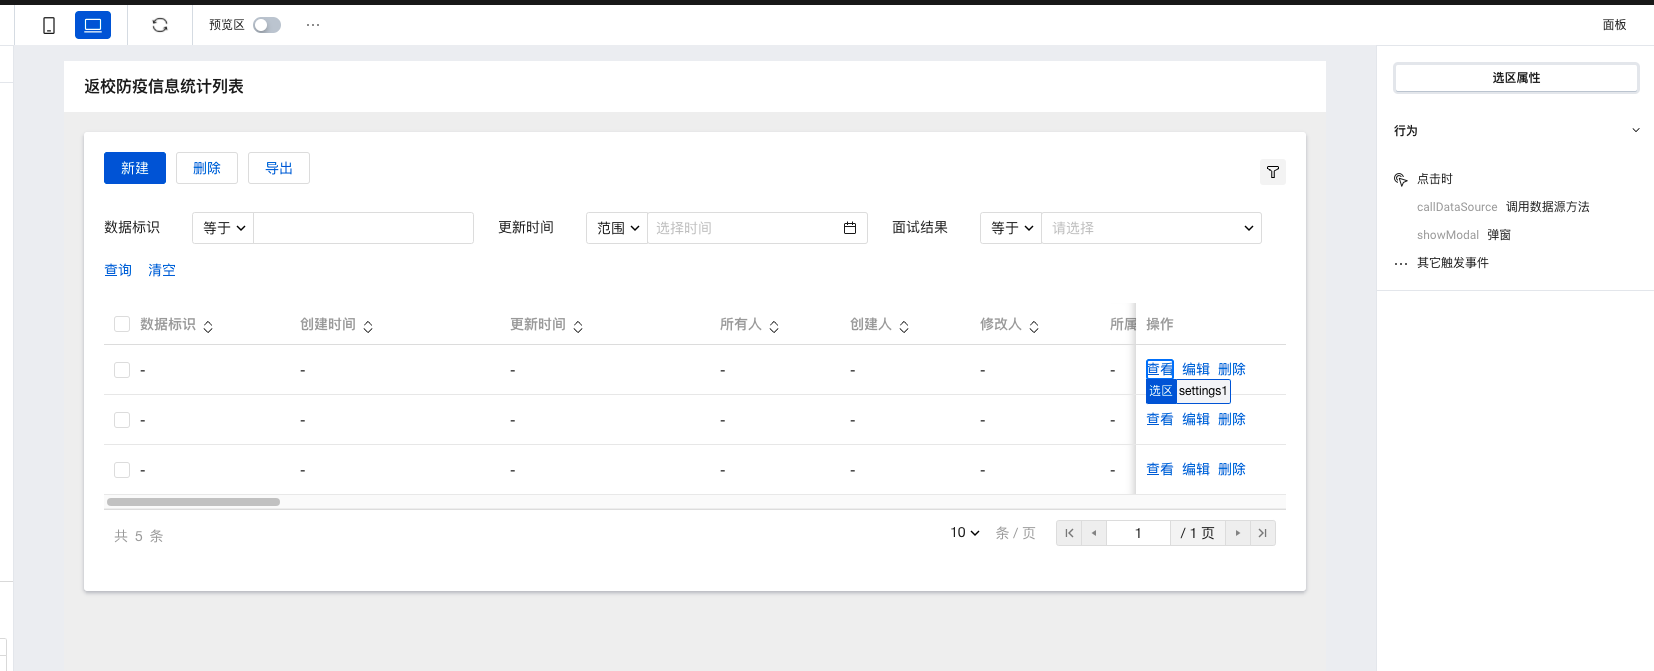 预览区 ··· 面板
返校防疫信息统计列表
选区属性
行为
新建 删除 导出
点击时
callDataSource 调用数据源方法
showModal 弹窗
··· 其它触发事件
数据标识 等于 更新时间 范围 选择时间 面试结果 等于 请选择
查询 清空
数据标识 创建时间 更新时间 所有人 创建人 修改人 所属 操作
- - - - - - - 查看 编辑 删除
选区 settings1
- - - - - - - 查看 编辑 删除
- - - - - - - 查看 编辑 删除
共 5 条 10 条 / 页 1 / 1 页